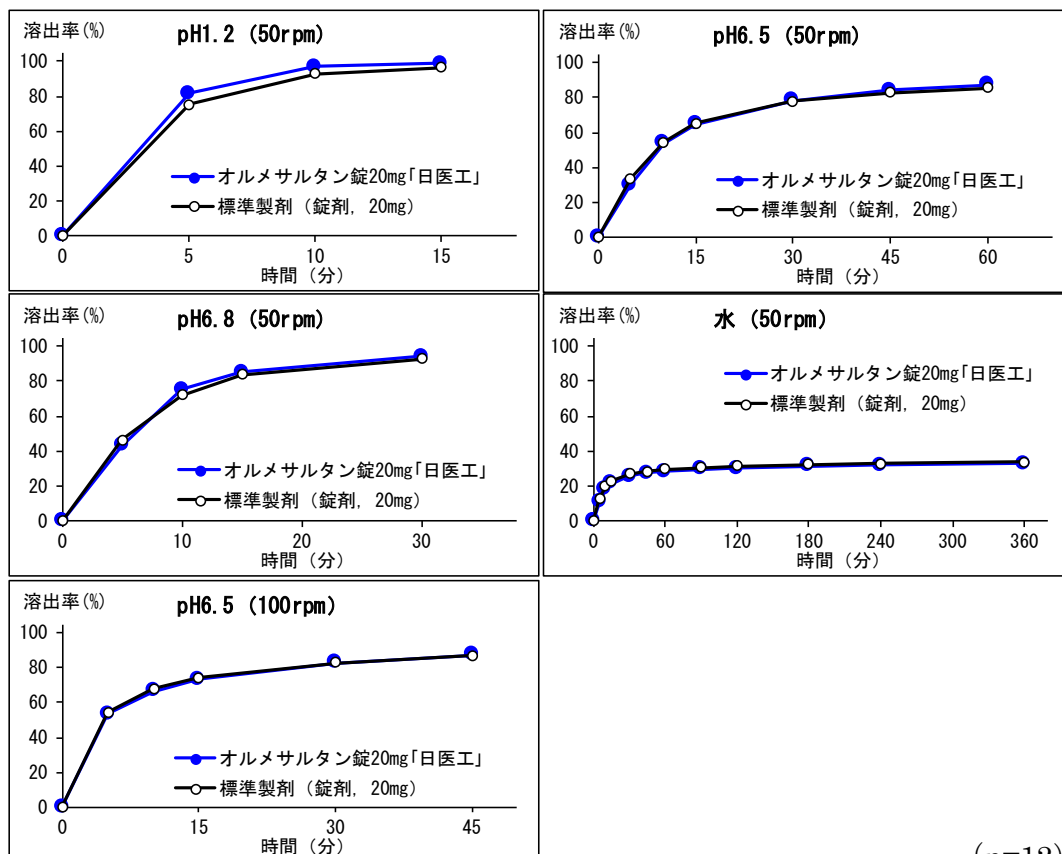 溶出率(%)
pH1.2 (50rpm)
100
80
60
40
20
0
オルメサルタン錠20mg「日医工」
標準製剤（錠剤, 20mg）
0 5 10 15
時間（分）
溶出率(%)
pH6.5 (50rpm)
100
80
60
40
20
0
オルメサルタン錠20mg「日医工」
標準製剤（錠剤, 20mg）
0 15 30 45 60
時間（分）
溶出率(%)
pH6.8 (50rpm)
100
80
60
40
20
0
オルメサルタン錠20mg「日医工」
標準製剤（錠剤, 20mg）
0 10 20 30
時間（分）
溶出率(%)
水 (50rpm)
100
80
60
40
20
0
オルメサルタン錠20mg「日医工」
標準製剤（錠剤, 20mg）
0 60 120 180 240 300 360
時間（分）
溶出率(%)
pH6.5 (100rpm)
100
80
60
40
20
0
オルメサルタン錠20mg「日医工」
標準製剤（錠剤, 20mg）
0 15 30 45
時間（分）